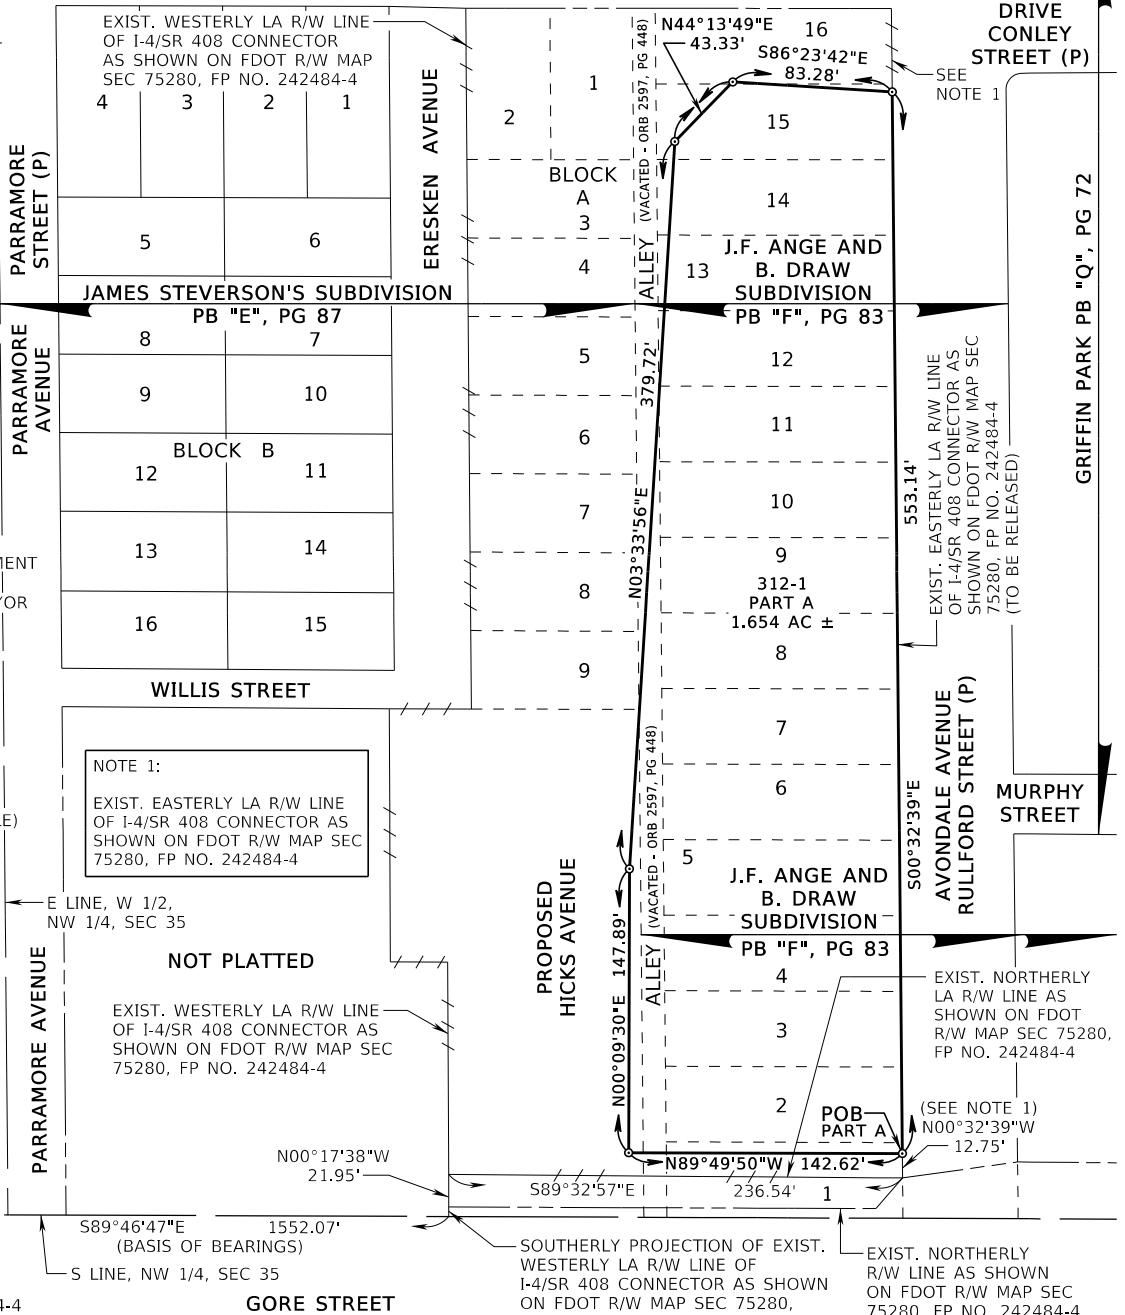 EXIST. WESTERLY LA R/W LINE
OF I-4/SR 408 CONNECTOR
AS SHOWN ON FDOT R/W MAP
SEC 75280, FP NO. 242484-4
4 3 2 1
PARRAMORE
STREET (P)
5 6
ERESKEN AVENUE
1
2
BLOCK
A
3
4
ALLEY (VACATED - ORB 2597, PG 448)
N44°13'49"E
43.33'
16
S86°23'42"E
83.28'
DRIVE
CONLEY
STREET (P)
SEE
NOTE 1
15
14
J.F. ANGE AND
B. DRAW
SUBDIVISION
PB "F", PG 83
13
GRIFFIN PARK PB "Q", PG 72
JAMES STEVERSON'S SUBDIVISION
PB "E", PG 87
PARRAMORE
AVENUE
8 7
9 10
BLOCK B
12 11
13 14
16 15
WILLIS STREET
5
6
7
8
9
379.72'
N03°33'56"E
12
11
10
9
312-1
PART A
1.654 AC ±
8
7
6
5
553.14'
S00°32'39"E
EXIST. EASTERLY LA R/W LINE
OF I-4/SR 408 CONNECTOR AS
SHOWN ON FDOT R/W MAP SEC
75280, FP NO. 242484-4
(TO BE RELEASED)
AVONDALE AVENUE
RULLFORD STREET (P)
MURPHY
STREET
MENT
YOR
LE)
NOTE 1:
EXIST. EASTERLY LA R/W LINE
OF I-4/SR 408 CONNECTOR AS
SHOWN ON FDOT R/W MAP SEC
75280, FP NO. 242484-4
E LINE, W 1/2,
NW 1/4, SEC 35
PARRAMORE AVENUE
NOT PLATTED
EXIST. WESTERLY LA R/W LINE
OF I-4/SR 408 CONNECTOR AS
SHOWN ON FDOT R/W MAP SEC
75280, FP NO. 242484-4
PROPOSED
HICKS AVENUE
N00°09'30"E 147.89'
ALLEY (VACATED - ORB 2597, PG 448)
J.F. ANGE AND
B. DRAW
SUBDIVISION
PB "F", PG 83
4
3
2
EXIST. NORTHERLY
LA R/W LINE AS
SHOWN ON FDOT
R/W MAP SEC 75280,
FP NO. 242484-4
POB
PART A
(SEE NOTE 1)
N00°32'39"W
12.75'
N89°49'50"W 142.62'
N00°17'38"W
21.95'
S89°32'57"E 236.54' 1
S89°46'47"E 1552.07'
(BASIS OF BEARINGS)
S LINE, NW 1/4, SEC 35
GORE STREET
SOUTHERLY PROJECTION OF EXIST.
WESTERLY LA R/W LINE OF
I-4/SR 408 CONNECTOR AS SHOWN
ON FDOT R/W MAP SEC 75280,
EXIST. NORTHERLY
R/W LINE AS SHOWN
ON FDOT R/W MAP SEC
75280, FP NO. 242484-4
4-4